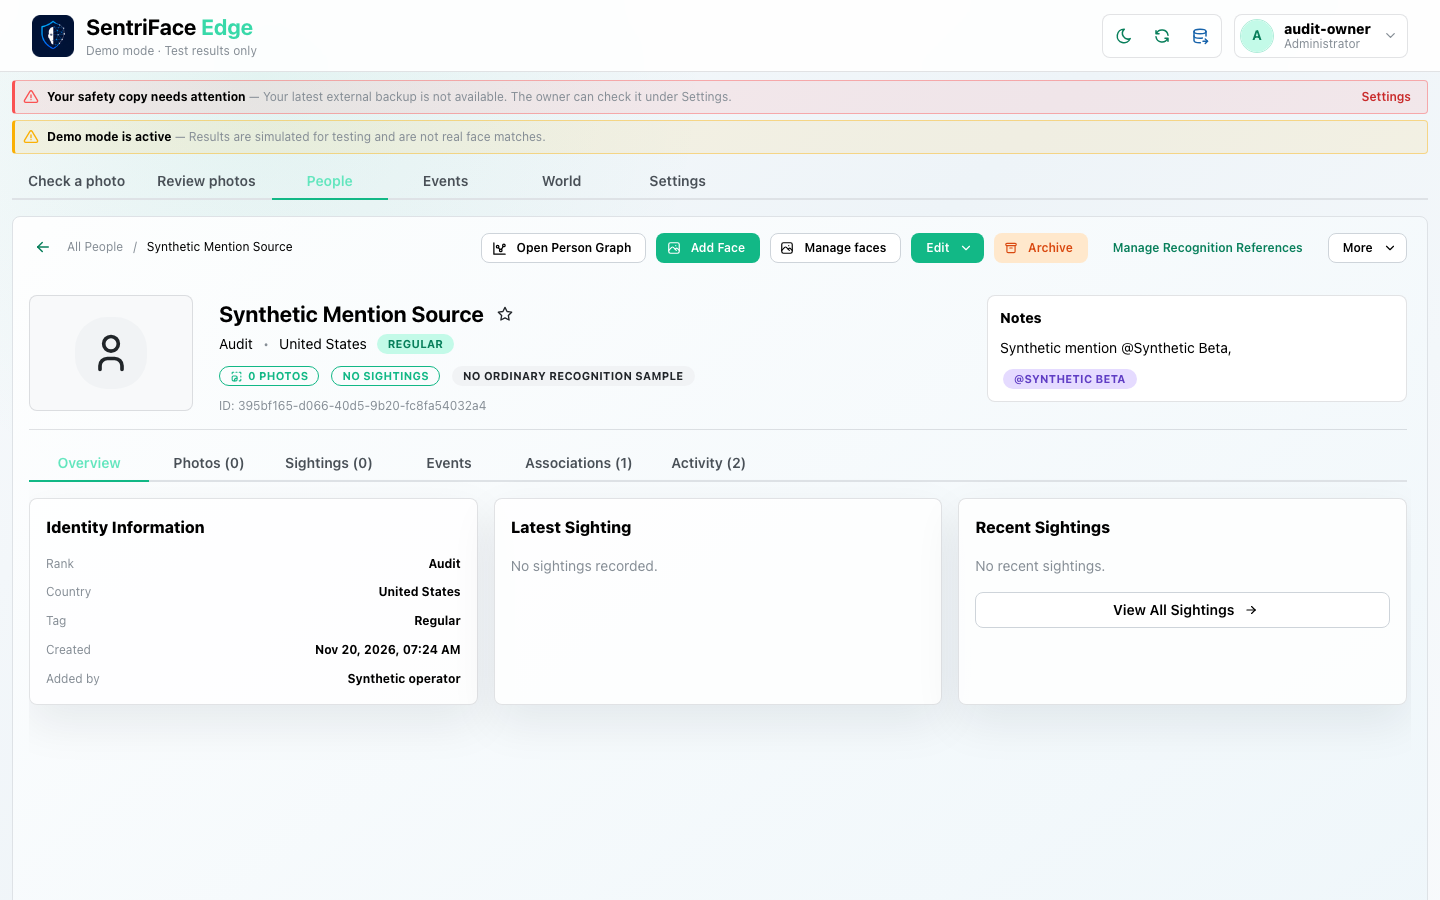 SentriFace Edge
Demo mode · Test results only
A
audit-owner
Administrator
Your safety copy needs attention — Your latest external backup is not available. The owner can check it under Settings.
Settings
Demo mode is active — Results are simulated for testing and are not real face matches.
Check a photo
Review photos
People
Events
World
Settings
All People / Synthetic Mention Source
Open Person Graph
Add Face
Manage faces
Edit
Archive
Manage Recognition References
More
Synthetic Mention Source
Audit • United States REGULAR
0 PHOTOS
NO SIGHTINGS
NO ORDINARY RECOGNITION SAMPLE
ID: 395bf165-d066-40d5-9b20-fc8fa54032a4
Notes
Synthetic mention @Synthetic Beta,
@SYNTHETIC BETA
Overview
Photos (0)
Sightings (0)
Events
Associations (1)
Activity (2)
Identity Information
Rank Audit
Country United States
Tag Regular
Created Nov 20, 2026, 07:24 AM
Added by Synthetic operator
Latest Sighting
No sightings recorded.
Recent Sightings
No recent sightings.
View All Sightings